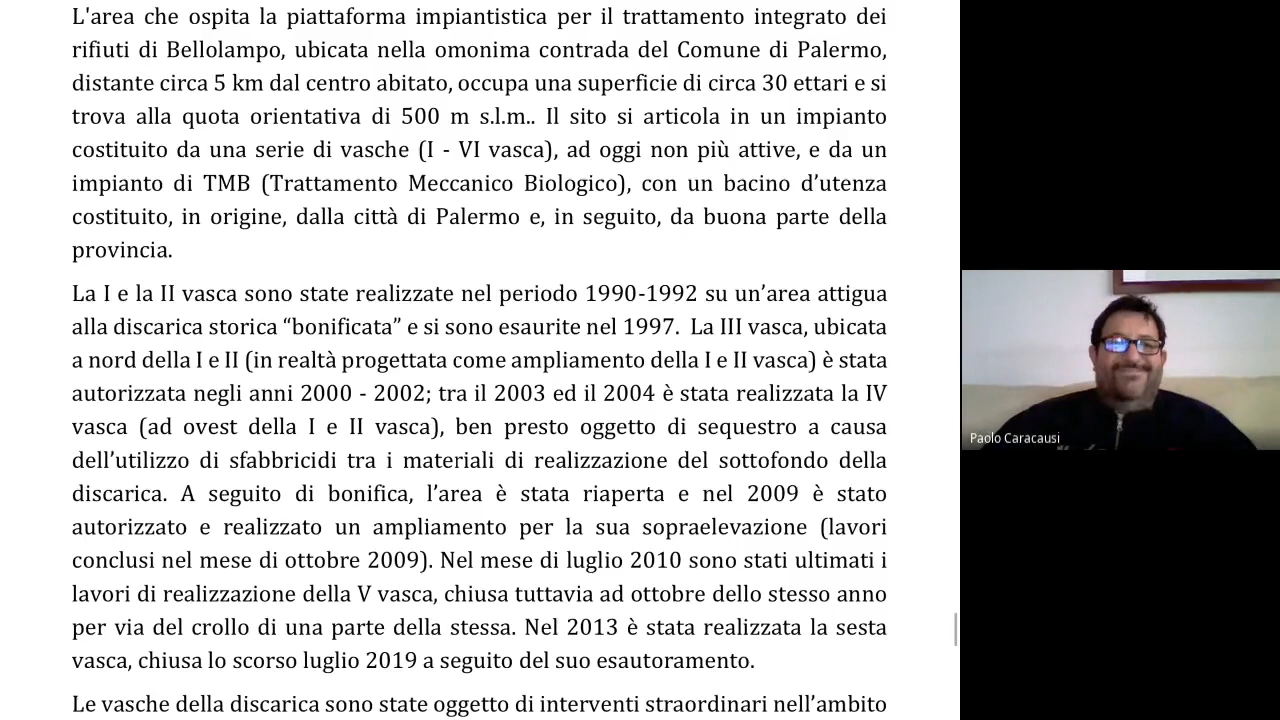 L'area che ospita la piattaforma impiantistica per il trattamento integrato dei
rifiuti di Bellolampo, ubicata nella omonima contrada del Comune di Palermo,
distante circa 5 km dal centro abitato, occupa una superficie di circa 30 ettari e si
trova alla quota orientativa di 500 m s.l.m.. Il sito si articola in un impianto
costituito da una serie di vasche (I - VI vasca), ad oggi non più attive, e da un
impianto di TMB (Trattamento Meccanico Biologico), con un bacino d’utenza
costituito, in origine, dalla città di Palermo e, in seguito, da buona parte della
provincia.
La I e la II vasca sono state realizzate nel periodo 1990-1992 su un’area attigua
alla discarica storica “bonificata” e si sono esaurite nel 1997. La III vasca, ubicata
a nord della I e II (in realtà progettata come ampliamento della I e II vasca) è stata
autorizzata negli anni 2000 - 2002; tra il 2003 ed il 2004 è stata realizzata la IV
vasca (ad ovest della I e II vasca), ben presto oggetto di sequestro a causa
dell’utilizzo di sfabbricidi tra i materiali di realizzazione del sottofondo della
discarica. A seguito di bonifica, l’area è stata riaperta e nel 2009 è stato
autorizzato e realizzato un ampliamento per la sua sopraelevazione (lavori
conclusi nel mese di ottobre 2009). Nel mese di luglio 2010 sono stati ultimati i
lavori di realizzazione della V vasca, chiusa tuttavia ad ottobre dello stesso anno
per via del crollo di una parte della stessa. Nel 2013 è stata realizzata la sesta
vasca, chiusa lo scorso luglio 2019 a seguito del suo esautoramento.
Le vasche della discarica sono state oggetto di interventi straordinari nell’ambito
Paolo Caracausi